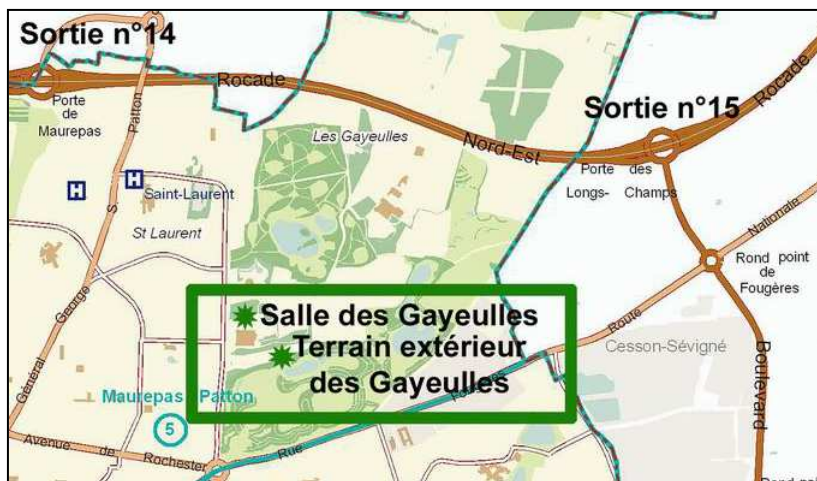 Sortie n°14
Rocade
Porte
de
Maurepas
Patton
Les Gayeulles
Sortie n°15
Rocade
Nord-Est
Porte des
Longs- Champs
H
H
Saint-Laurent
St Laurent
S
George
Général
Nationale
Route
Rond point
de
Fougères
Salle des Gayeulles
Terrain extérieur
des Gayeulles
Cesson-Sévigné
Boulevard
Maurepas Patton
5
Fougères
Rue
Avenue de Rochester